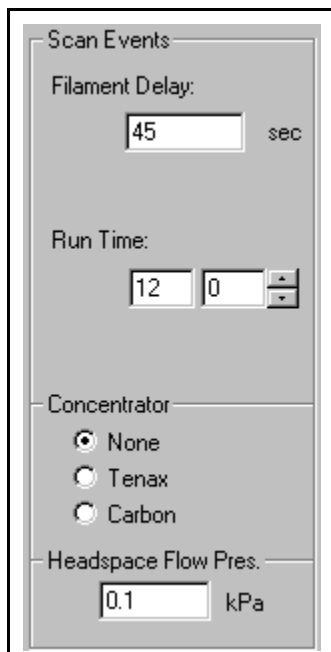 Scan Events
Filament Delay:
45 sec
Run Time:
12 0
Concentrator
None
Tenax
Carbon
Headspace Flow Pres.
0.1 kPa